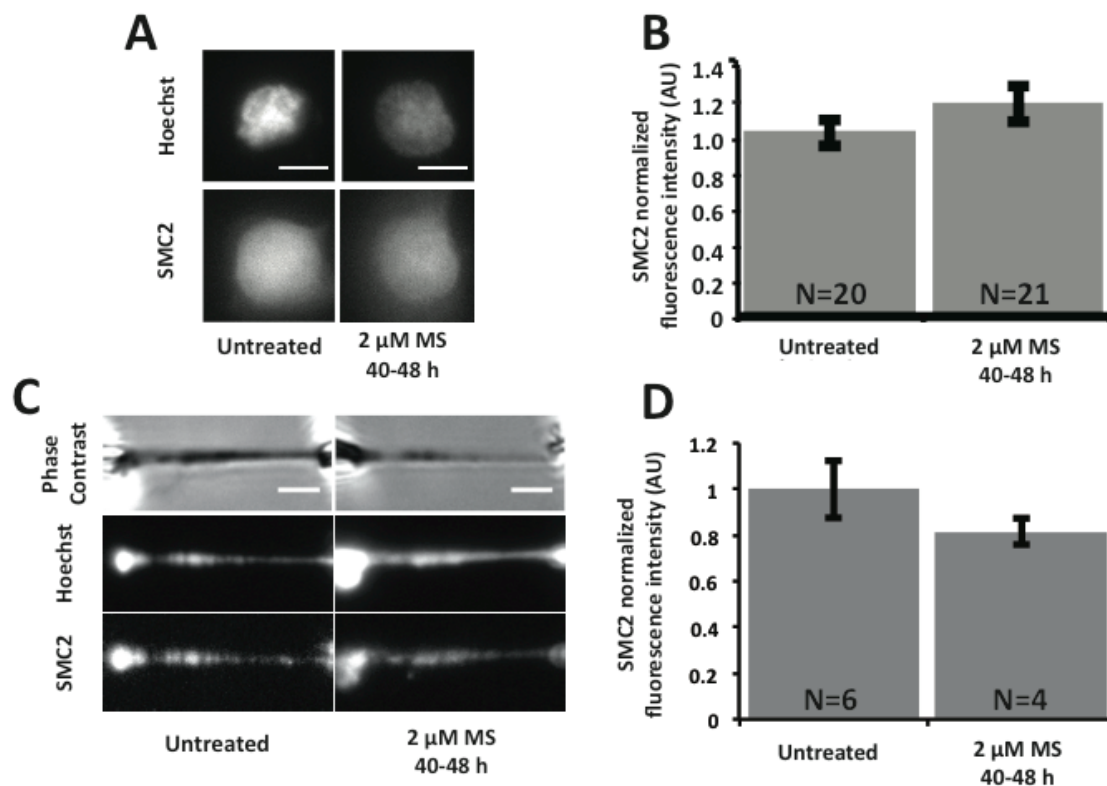 A
Hoechst
SMC2
Untreated
2 µM MS
40-48 h
B
SMC2 normalized
fluorescence intensity (AU)
1.4
1.2
1.0
0.8
0.6
0.4
0.2
0
N=20
N=21
Untreated
2 µM MS
40-48 h
C
Phase
Contrast
Hoechst
SMC2
Untreated
2 µM MS
40-48 h
D
SMC2 normalized
fluorescence intensity (AU)
1.2
1
0.8
0.6
0.4
0.2
0
N=6
N=4
Untreated
2 µM MS
40-48 h